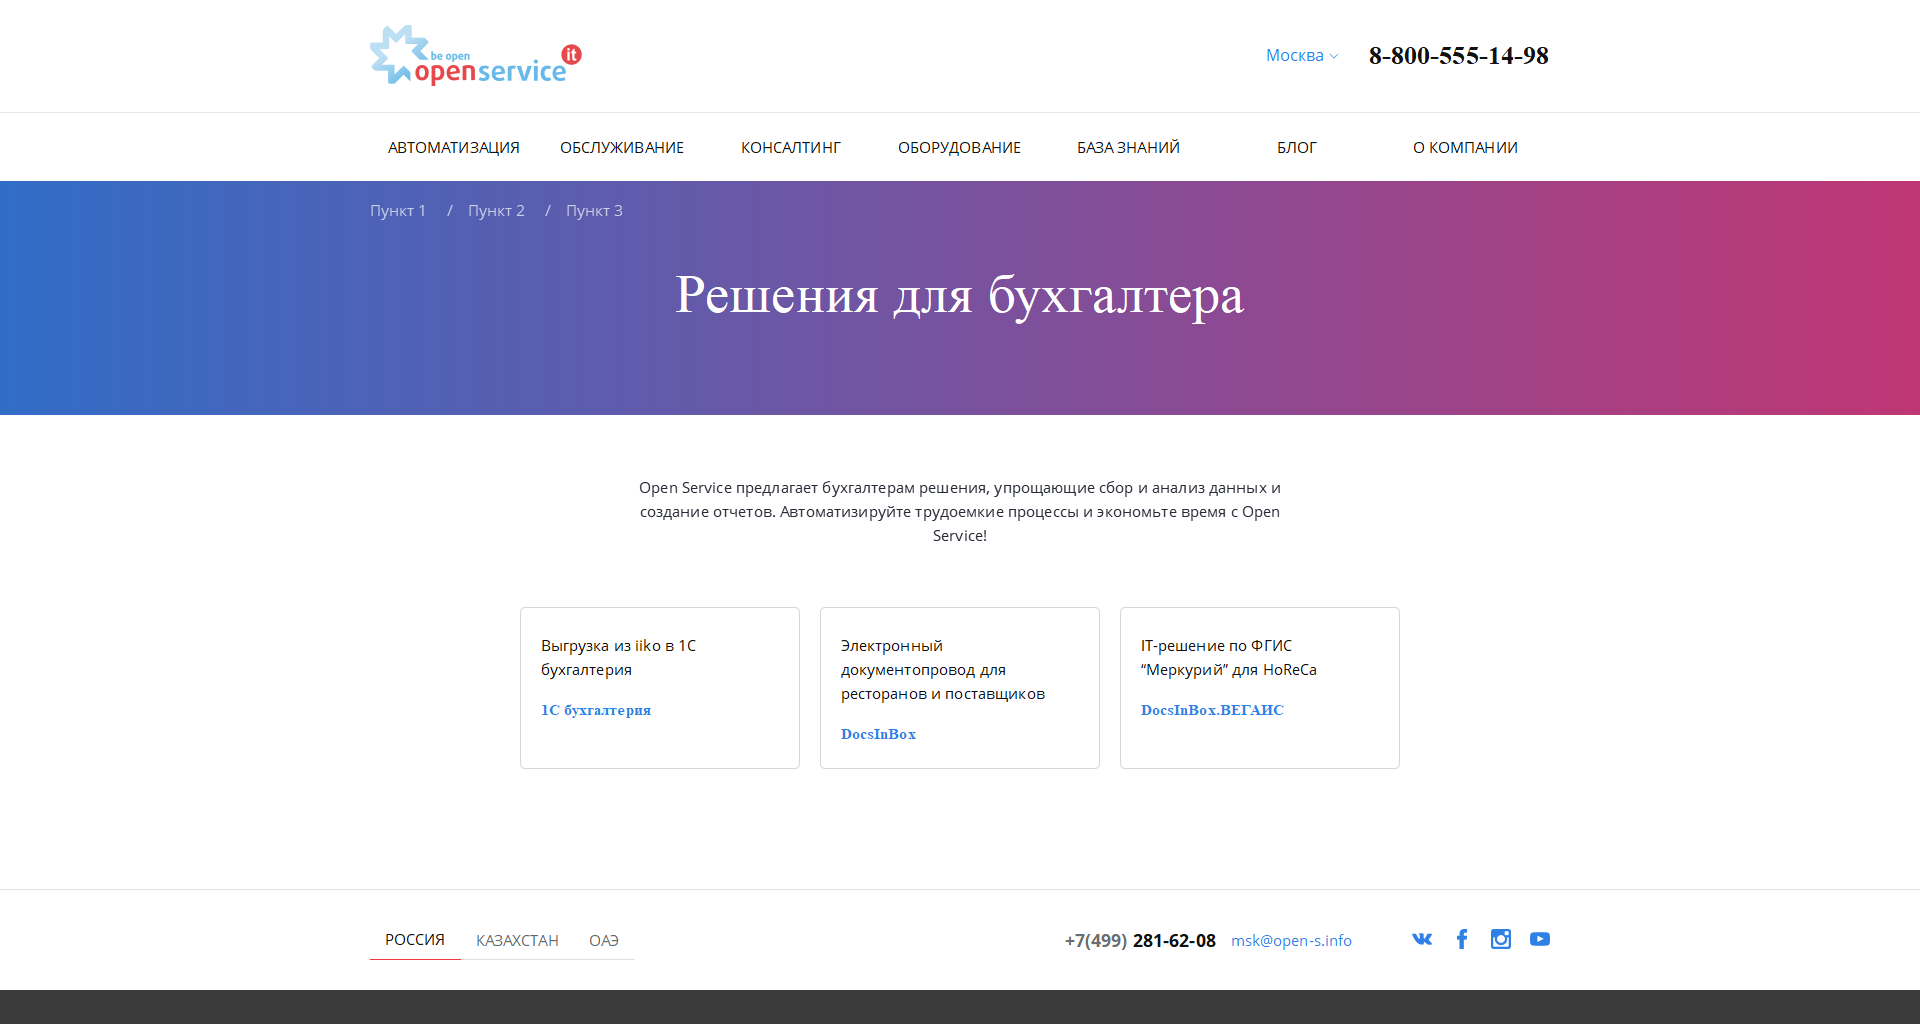 be open
openservice it
Москва
8-800-555-14-98
АВТОМАТИЗАЦИЯ
ОБСЛУЖИВАНИЕ
КОНСАЛТИНГ
ОБОРУДОВАНИЕ
БАЗА ЗНАНИЙ
БЛОГ
О КОМПАНИИ
Пункт 1 / Пункт 2 / Пункт 3
Решения для бухгалтера
Open Service предлагает бухгалтерам решения, упрощающие сбор и анализ данных и
создание отчетов. Автоматизируйте трудоемкие процессы и экономьте время с Open
Service!
Выгрузка из iiko в 1С
бухгалтерия
1С бухгалтерия
Электронный
документопровод для
ресторанов и поставщиков
DocsInBox
IT-решение по ФГИС
“Меркурий” для HoReCa
DocsInBox.ВЕГАИС
РОССИЯ
КАЗАХСТАН
ОАЭ
+7(499) 281-62-08
msk@open-s.info